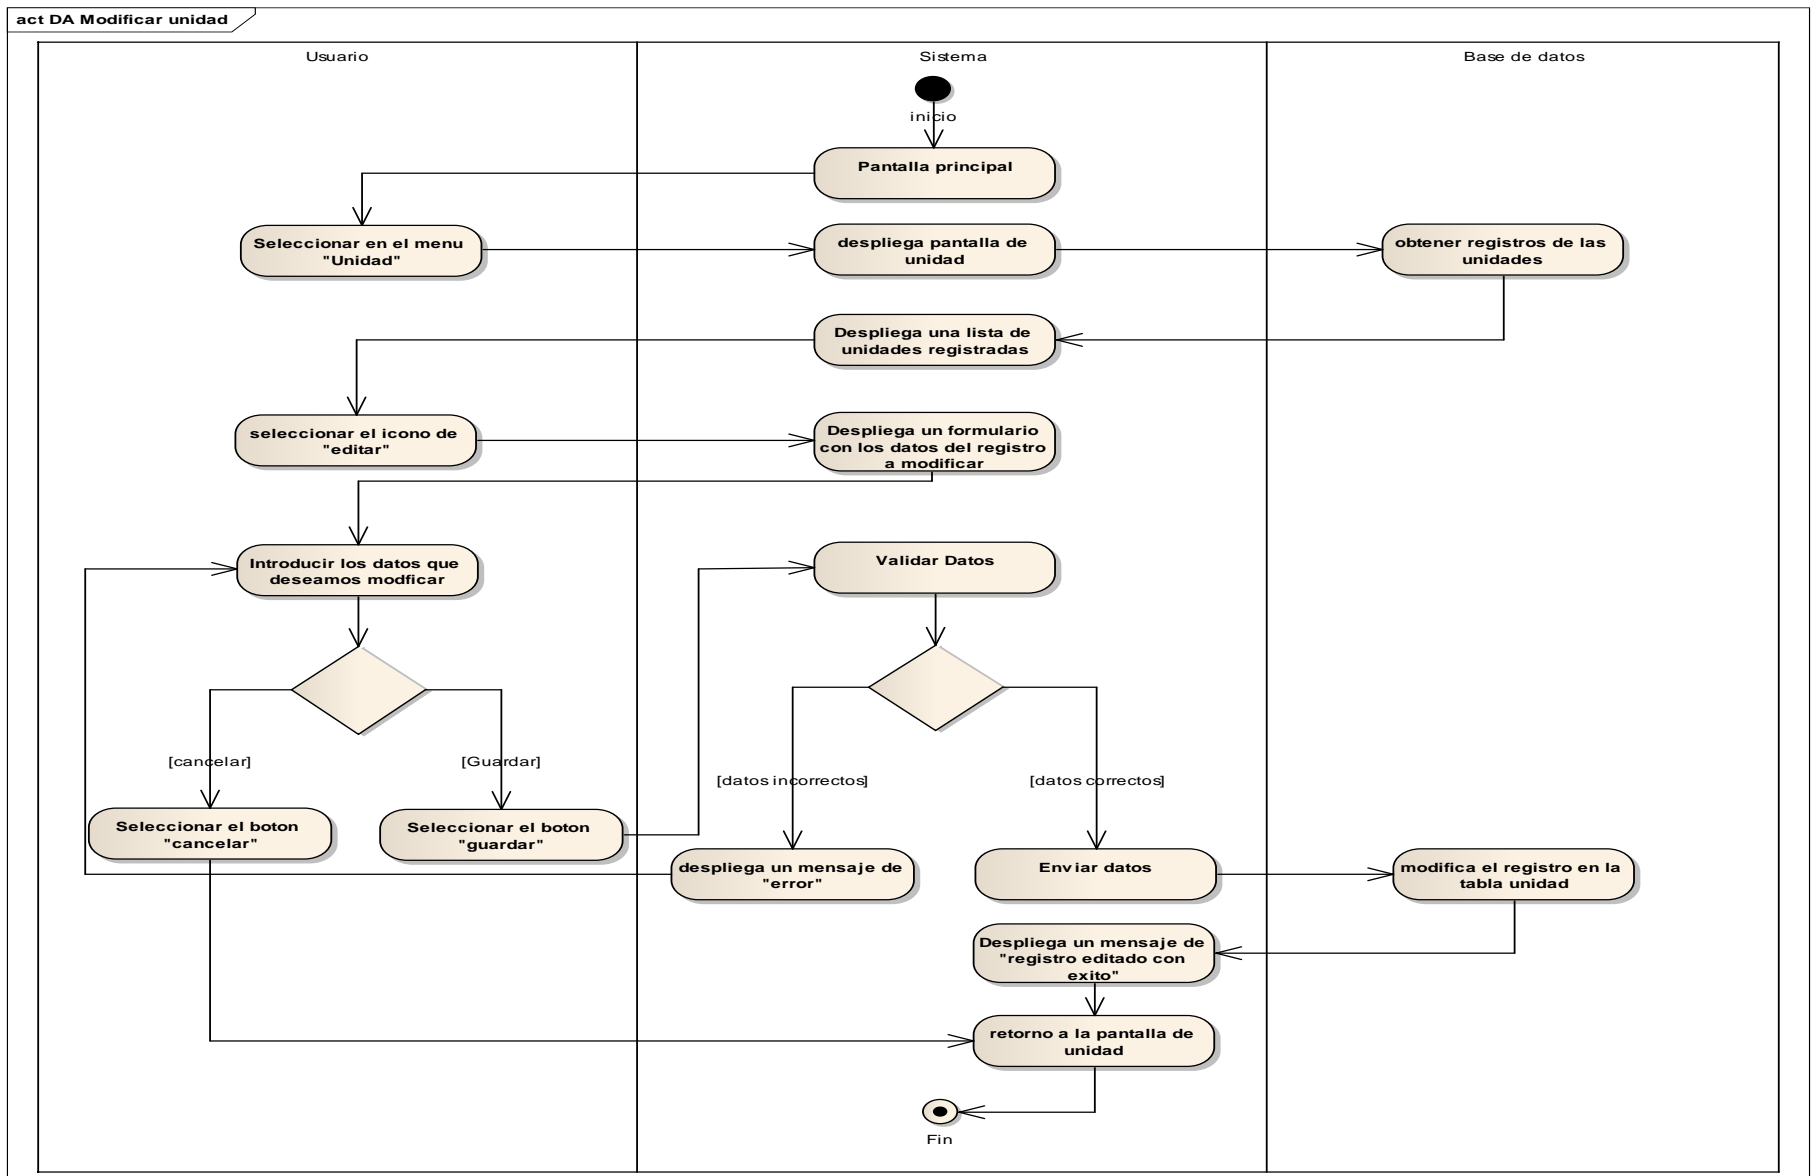 act DA Modificar unidad
Usuario
Sistema
Base de datos
inicio
Pantalla principal
Seleccionar en el menu
"Unidad"
despliega pantalla de
unidad
obtener registros de las
unidades
Despliega una lista de
unidades registradas
seleccionar el icono de
"editar"
Despliega un formulario
con los datos del registro
a modificar
Introducir los datos que
deseamos modficar
Validar Datos
[cancelar]
[Guardar]
[datos incorrectos]
[datos correctos]
Seleccionar el boton
"cancelar"
Seleccionar el boton
"guardar"
despliega un mensaje de
"error"
Enviar datos
modifica el registro en la
tabla unidad
Despliega un mensaje de
"registro editado con
exito"
retorno a la pantalla de
unidad
Fin